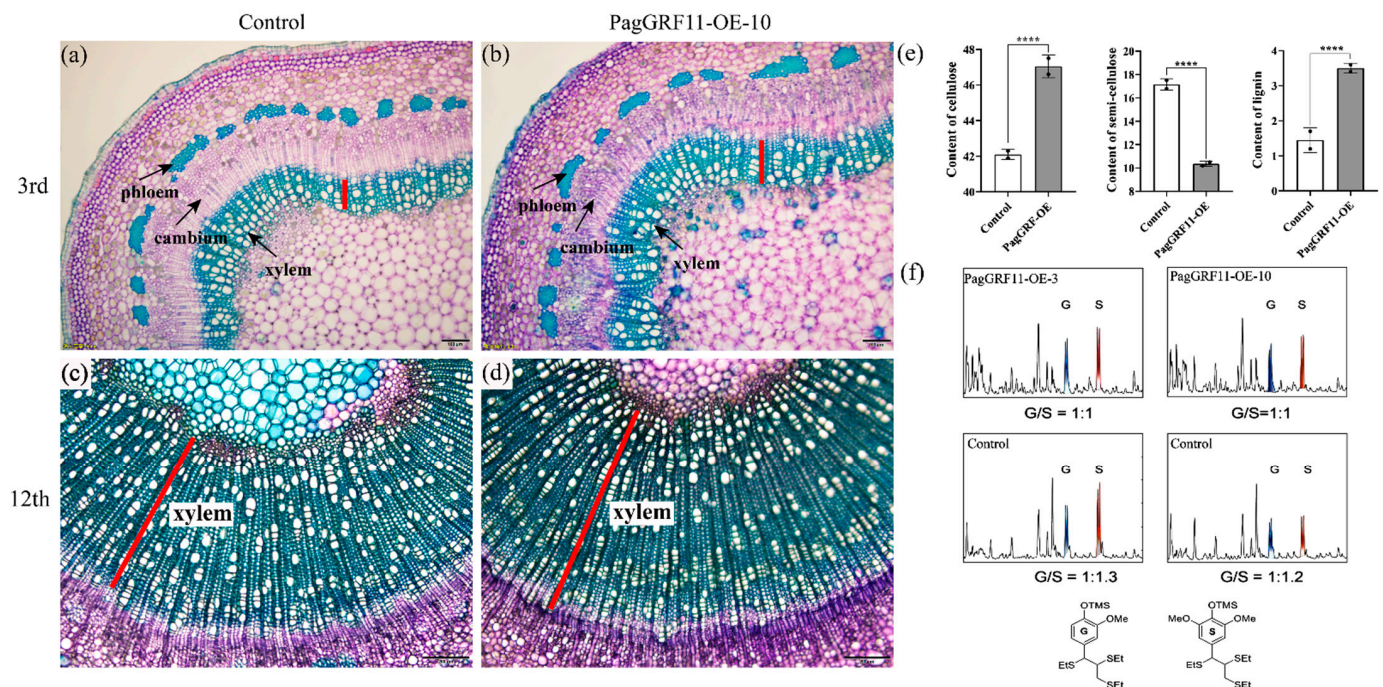 Control
PagGRF11-OE-10
(a)
(b)
(e)
3rd
phloem
cambium
xylem
phloem
cambium
xylem
Content of cellulose
48
46
44
42
40
****
Control
PagGRF-OE
Content of semi-cellulose
20
18
16
14
12
10
8
****
Control
PagGRF11-OE
Content of lignin
4
3
2
1
0
****
Control
PagGRF11-OE
(c)
(d)
12th
xylem
xylem
(f)
PagGRF11-OE-3
G
S
G/S = 1:1
PagGRF11-OE-10
G
S
G/S=1:1
Control
G
S
G/S = 1:1.3
Control
G
S
G/S = 1:1.2
OTMS
OMe
G
EtS
SEt
SEt
OTMS
MeO
OMe
S
EtS
SEt
SEt